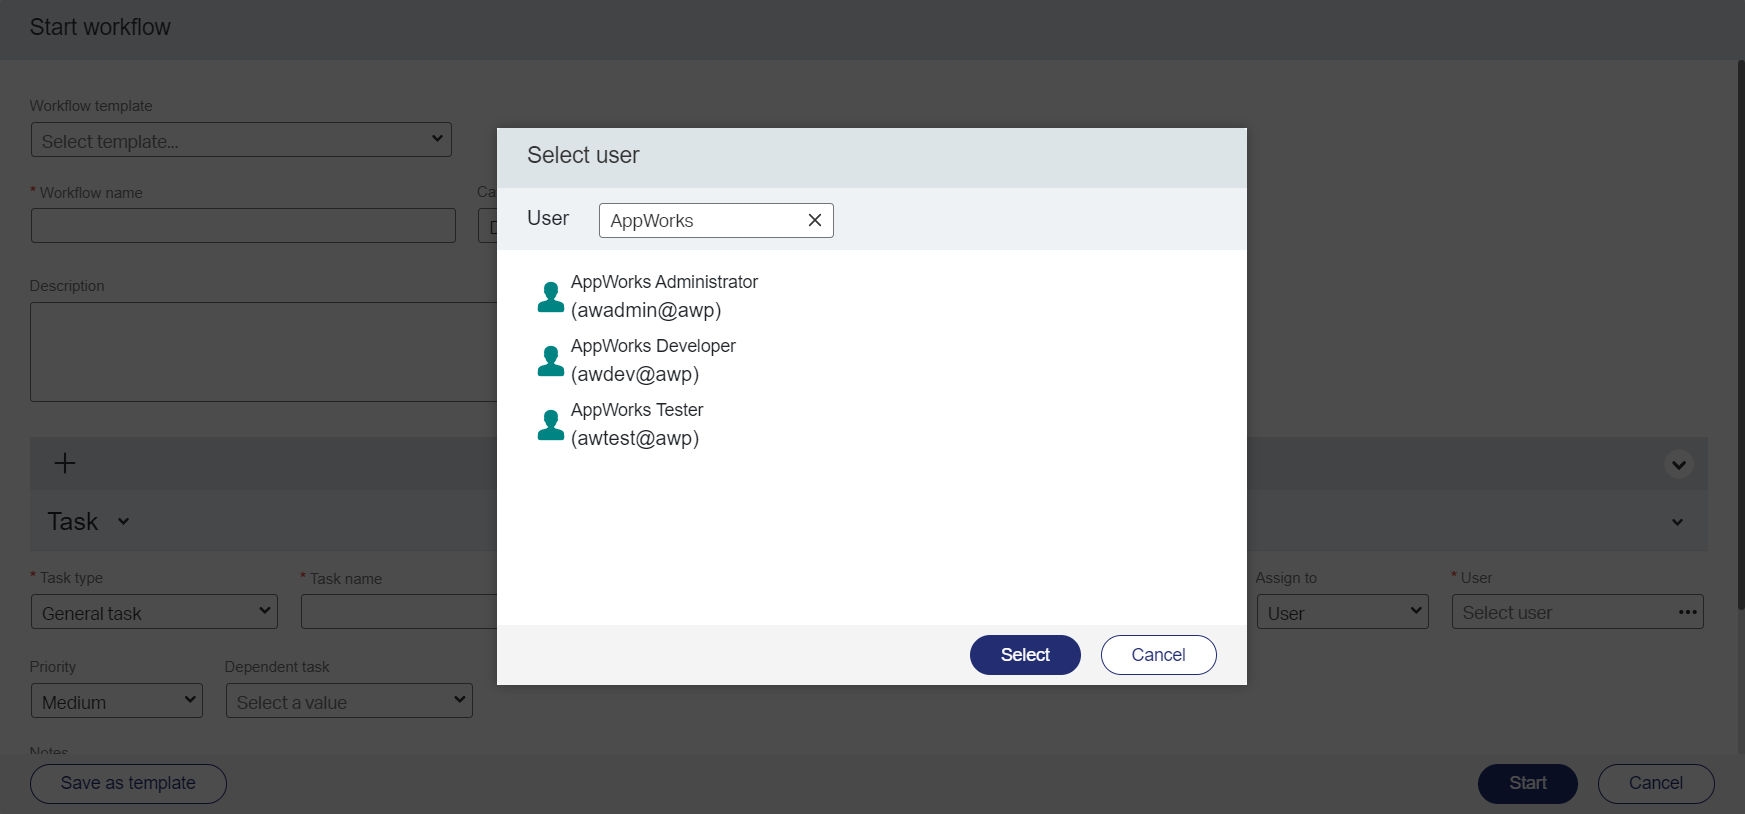 Start workflow
Workflow template
Select template...
* Workflow name
Ca
Description
Select user
User AppWorks
AppWorks Administrator
(awadmin@awp)
AppWorks Developer
(awdev@awp)
AppWorks Tester
(awtest@awp)
Select Cancel
Task
* Task type * Task name Assign to * User
General task User Select user
Priority Dependent task
Medium Select a value
Notes
Save as template Start Cancel